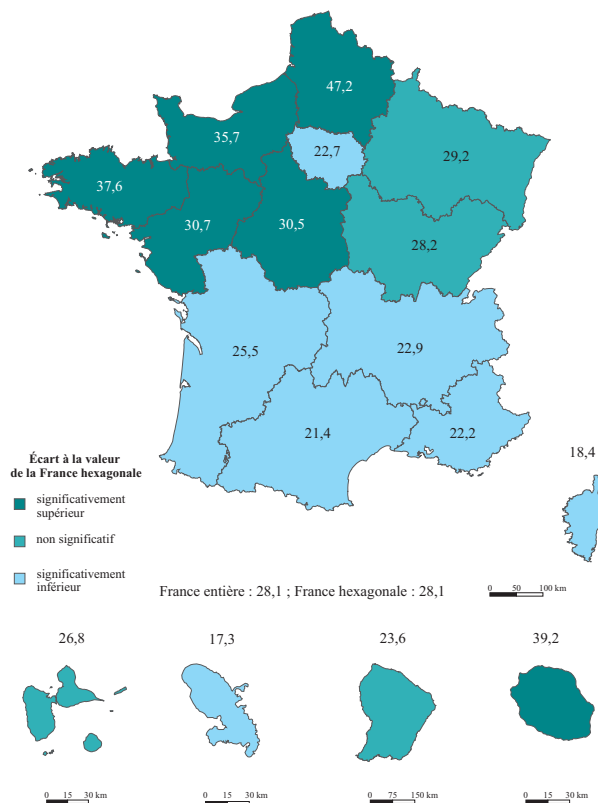 47,2
35,7
22,7
29,2
37,6
30,7
30,5
28,2
25,5
22,9
21,4
22,2
Écart à la valeur
de la France hexagonale
significativement
supérieur
non significatif
significativement
inférieur
18,4
France entière : 28,1 ; France hexagonale : 28,1
0 50 100 km
26,8
17,3
23,6
39,2
0 15 30 km
0 15 30 km
0 75 150 km
0 15 30 km